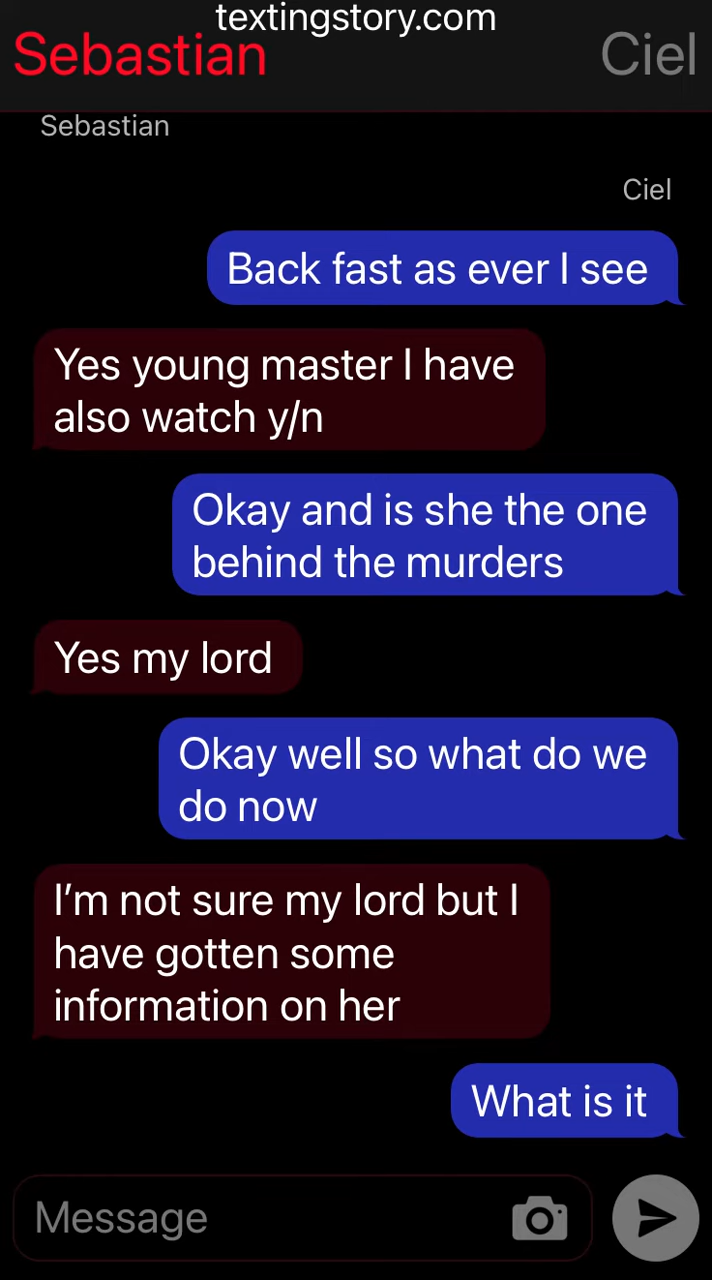 textingstory.com
Sebastian
Ciel
Sebastian
Ciel
Back fast as ever I see
Yes young master I have
also watch y/n
Okay and is she the one
behind the murders
Yes my lord
Okay well so what do we
do now
I’m not sure my lord but I
have gotten some
information on her
What is it
Message